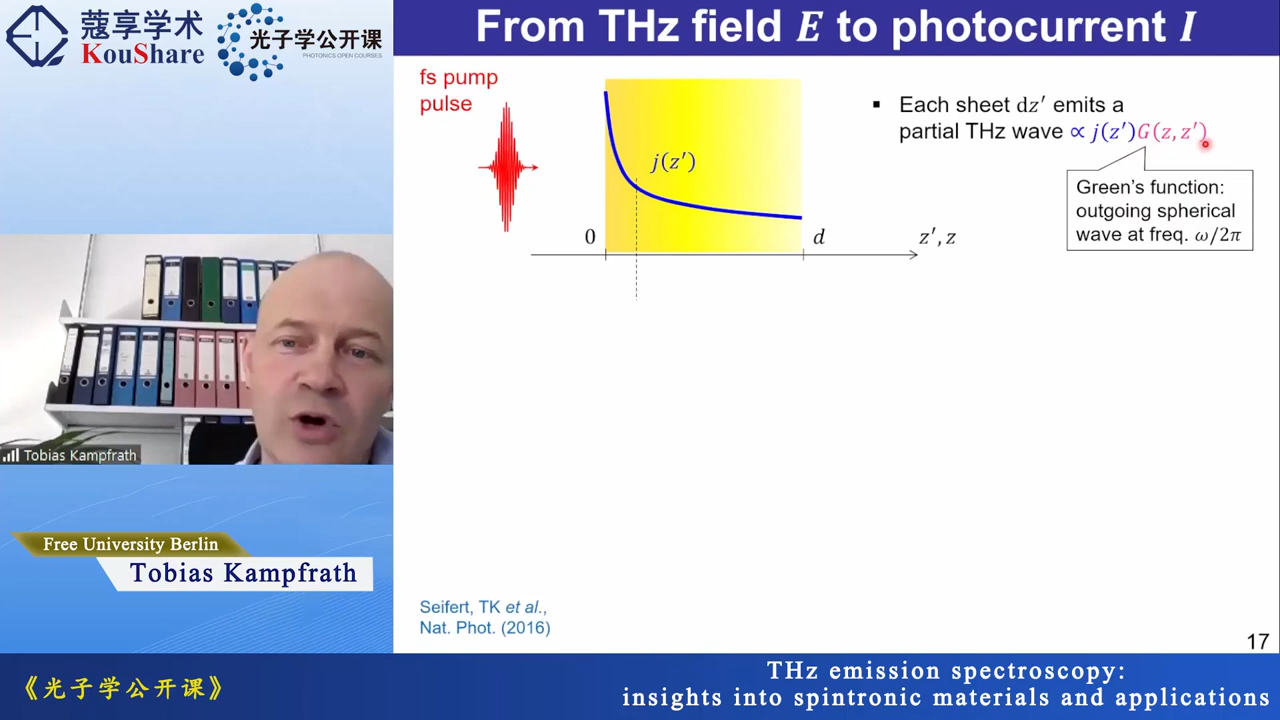 蔻享学术
KouShare
光子学公开课
PHOTONICS OPEN COURSES
From THz field E to photocurrent I
fs pump
pulse
j(z′)
0
d
z′, z
▪ Each sheet dz′ emits a
partial THz wave ∝ j(z′)G(z, z′)
Green's function:
outgoing spherical
wave at freq. ω/2π
Tobias Kampfrath
Free University Berlin
Tobias Kampfrath
Seifert, TK et al.,
Nat. Phot. (2016)
17
《光子学公开课》
THz emission spectroscopy:
insights into spintronic materials and applications